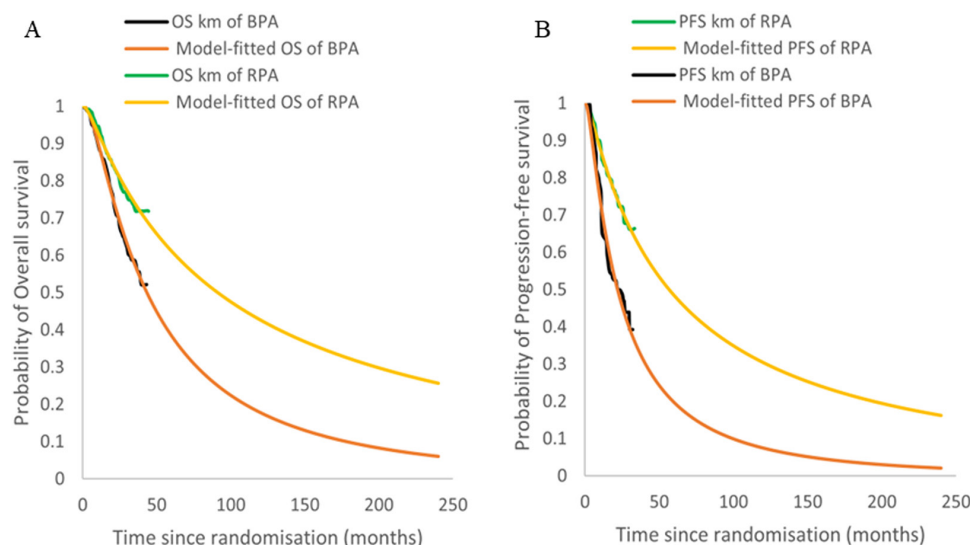 A
OS km of BPA
Model-fitted OS of BPA
OS km of RPA
Model-fitted OS of RPA
Probability of Overall survival
1
0.9
0.8
0.7
0.6
0.5
0.4
0.3
0.2
0.1
0
0 50 100 150 200 250
Time since randomisation (months)
B
PFS km of RPA
Model-fitted PFS of RPA
PFS km of BPA
Model-fitted PFS of BPA
Probability of Progression-free survival
1
0.9
0.8
0.7
0.6
0.5
0.4
0.3
0.2
0.1
0
0 50 100 150 200 250
Time since randomisation (months)